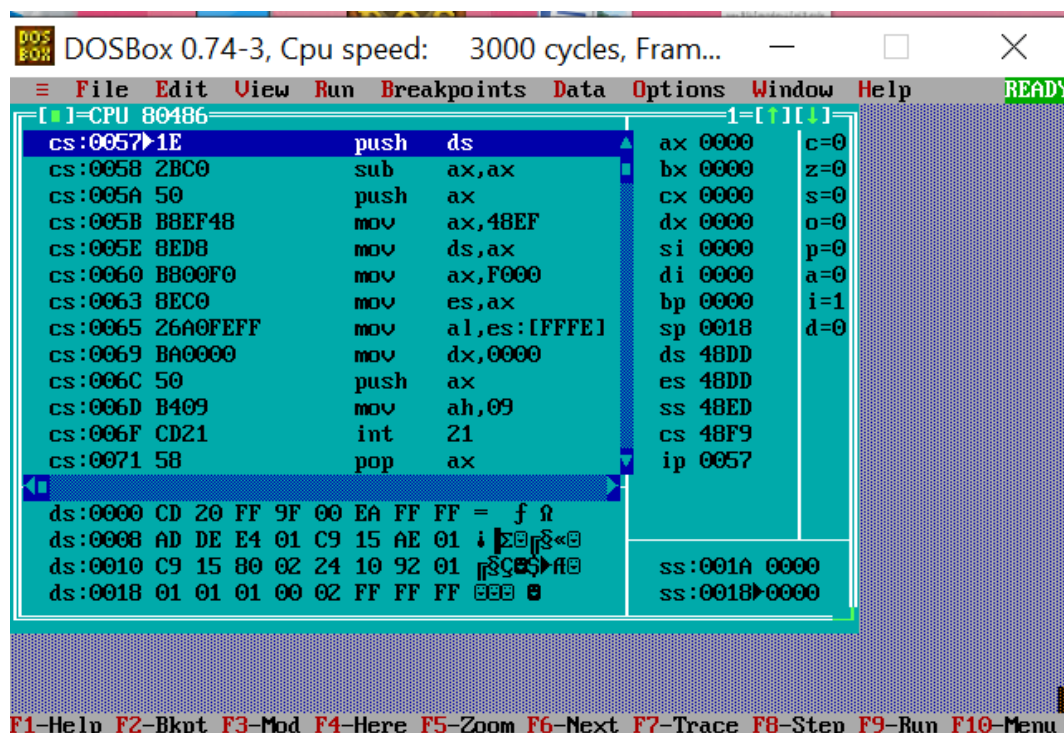 DOS
BOX
DOSBox 0.74-3, Cpu speed: 3000 cycles, Fram...
≡ File Edit View Run Breakpoints Data Options Window Help READY
[■]=CPU 80486 1=[↑][↓]
cs:0057►1E push ds ax 0000 c=0
cs:0058 2BC0 sub ax,ax bx 0000 z=0
cs:005A 50 push ax cx 0000 s=0
cs:005B B8EF48 mov ax,48EF dx 0000 o=0
cs:005E 8ED8 mov ds,ax si 0000 p=0
cs:0060 B800F0 mov ax,F000 di 0000 a=0
cs:0063 8EC0 mov es,ax bp 0000 i=1
cs:0065 26A0FEFF mov al,es:[FFFE] sp 0018 d=0
cs:0069 BA0000 mov dx,0000 ds 48DD
cs:006C 50 push ax es 48DD
cs:006D B409 mov ah,09 ss 48ED
cs:006F CD21 int 21 cs 48F9
cs:0071 58 pop ax ip 0057
ds:0000 CD 20 FF 9F 00 EA FF FF = ƒ Ω
ds:0008 AD DE E4 01 C9 15 AE 01 ¡▐Σ☺╔§«☺
ds:0010 C9 15 80 02 24 10 92 01 ╔§Ç☻$►Æ☺ ss:001A 0000
ds:0018 01 01 01 00 02 FF FF FF ☺☺☺ ☻ ss:0018►0000
F1-Help F2-Bkpt F3-Mod F4-Here F5-Zoom F6-Next F7-Trace F8-Step F9-Run F10-Menu